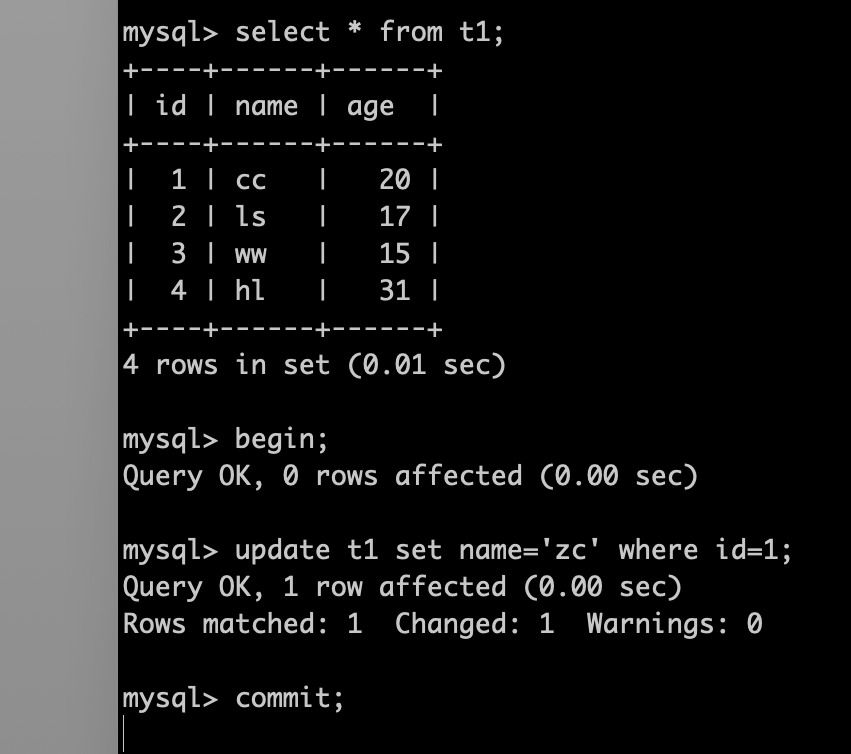 mysql> select * from t1;
+----+------+------+
| id | name | age  |
+----+------+------+
|  1 | cc   |   20 |
|  2 | ls   |   17 |
|  3 | ww   |   15 |
|  4 | hl   |   31 |
+----+------+------+
4 rows in set (0.01 sec)
mysql> begin;
Query OK, 0 rows affected (0.00 sec)
mysql> update t1 set name='zc' where id=1;
Query OK, 1 row affected (0.00 sec)
Rows matched: 1  Changed: 1  Warnings: 0
mysql> commit;